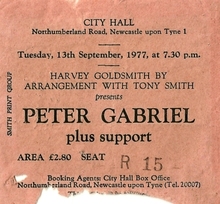 CITY HALL
Northumberland Road, Newcastle upon Tyne 1
Tuesday, 13th September, 1977, at 7.30 p.m.
HARVEY GOLDSMITH BY
ARRANGEMENT WITH TONY SMITH
presents
PETER GABRIEL
plus support
AREA £2.80 SEAT R 15
Booking Agents: City Hall Box Office
Northumberland Road, Newcastle upon Tyne (Tel. 20007)
SMITH PRINT GROUP